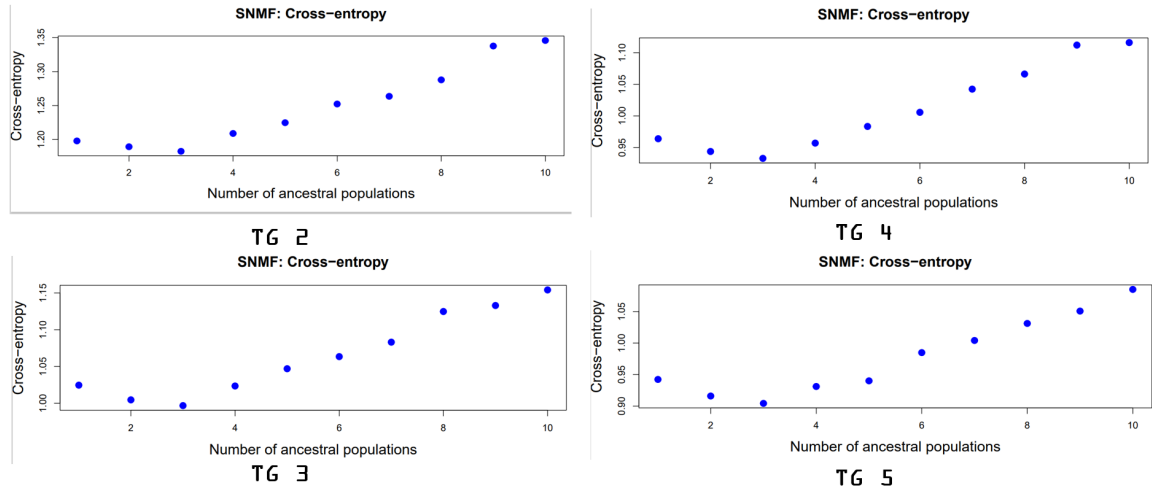 SNMF: Cross−entropy
Cross−entropy
1.20 1.25 1.30 1.35
2 4 6 8 10
Number of ancestral populations
TG 2
SNMF: Cross−entropy
Cross−entropy
0.95 1.00 1.05 1.10
2 4 6 8 10
Number of ancestral populations
TG 4
SNMF: Cross−entropy
Cross−entropy
1.00 1.05 1.10 1.15
2 4 6 8 10
Number of ancestral populations
TG 3
SNMF: Cross−entropy
Cross−entropy
0.90 0.95 1.00 1.05
2 4 6 8 10
Number of ancestral populations
TG 5